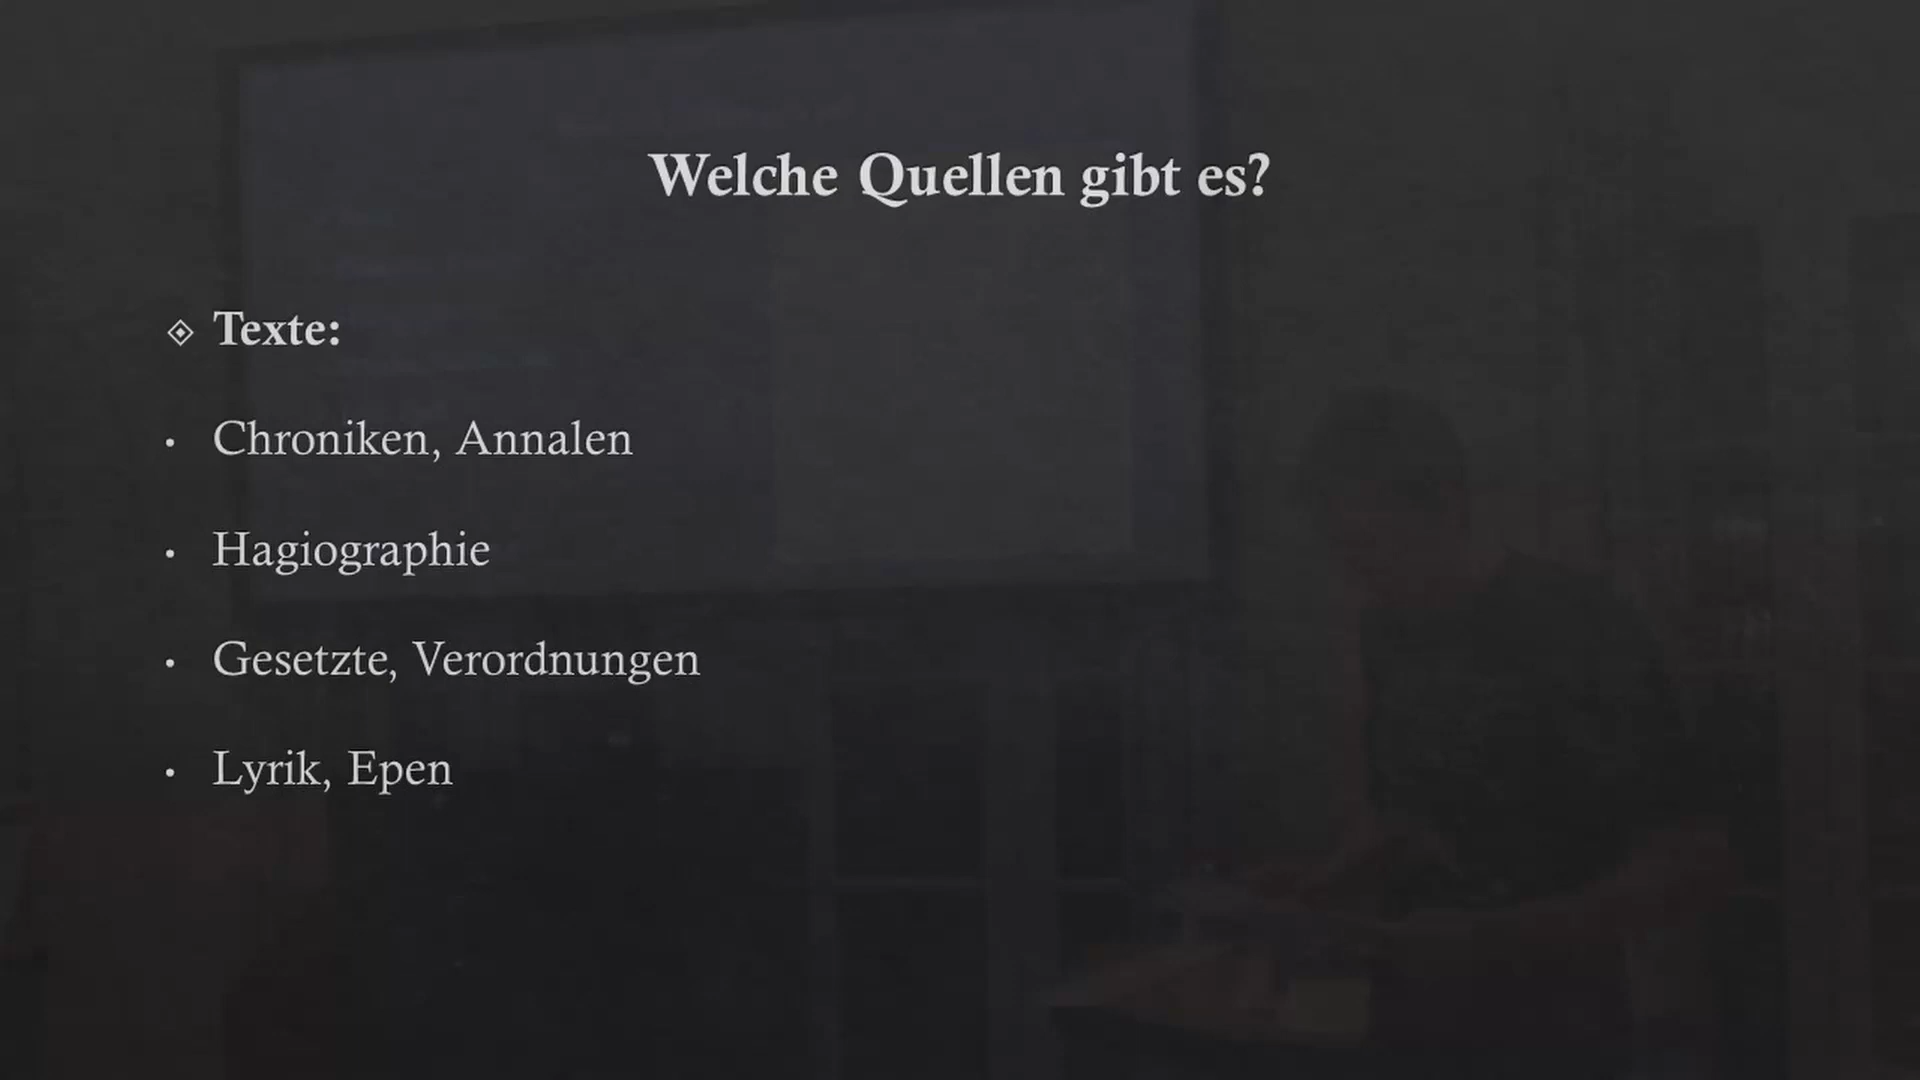 Welche Quellen gibt es?
Texte:
Chroniken, Annalen
Hagiographie
Gesetzte, Verordnungen
Lyrik, Epen